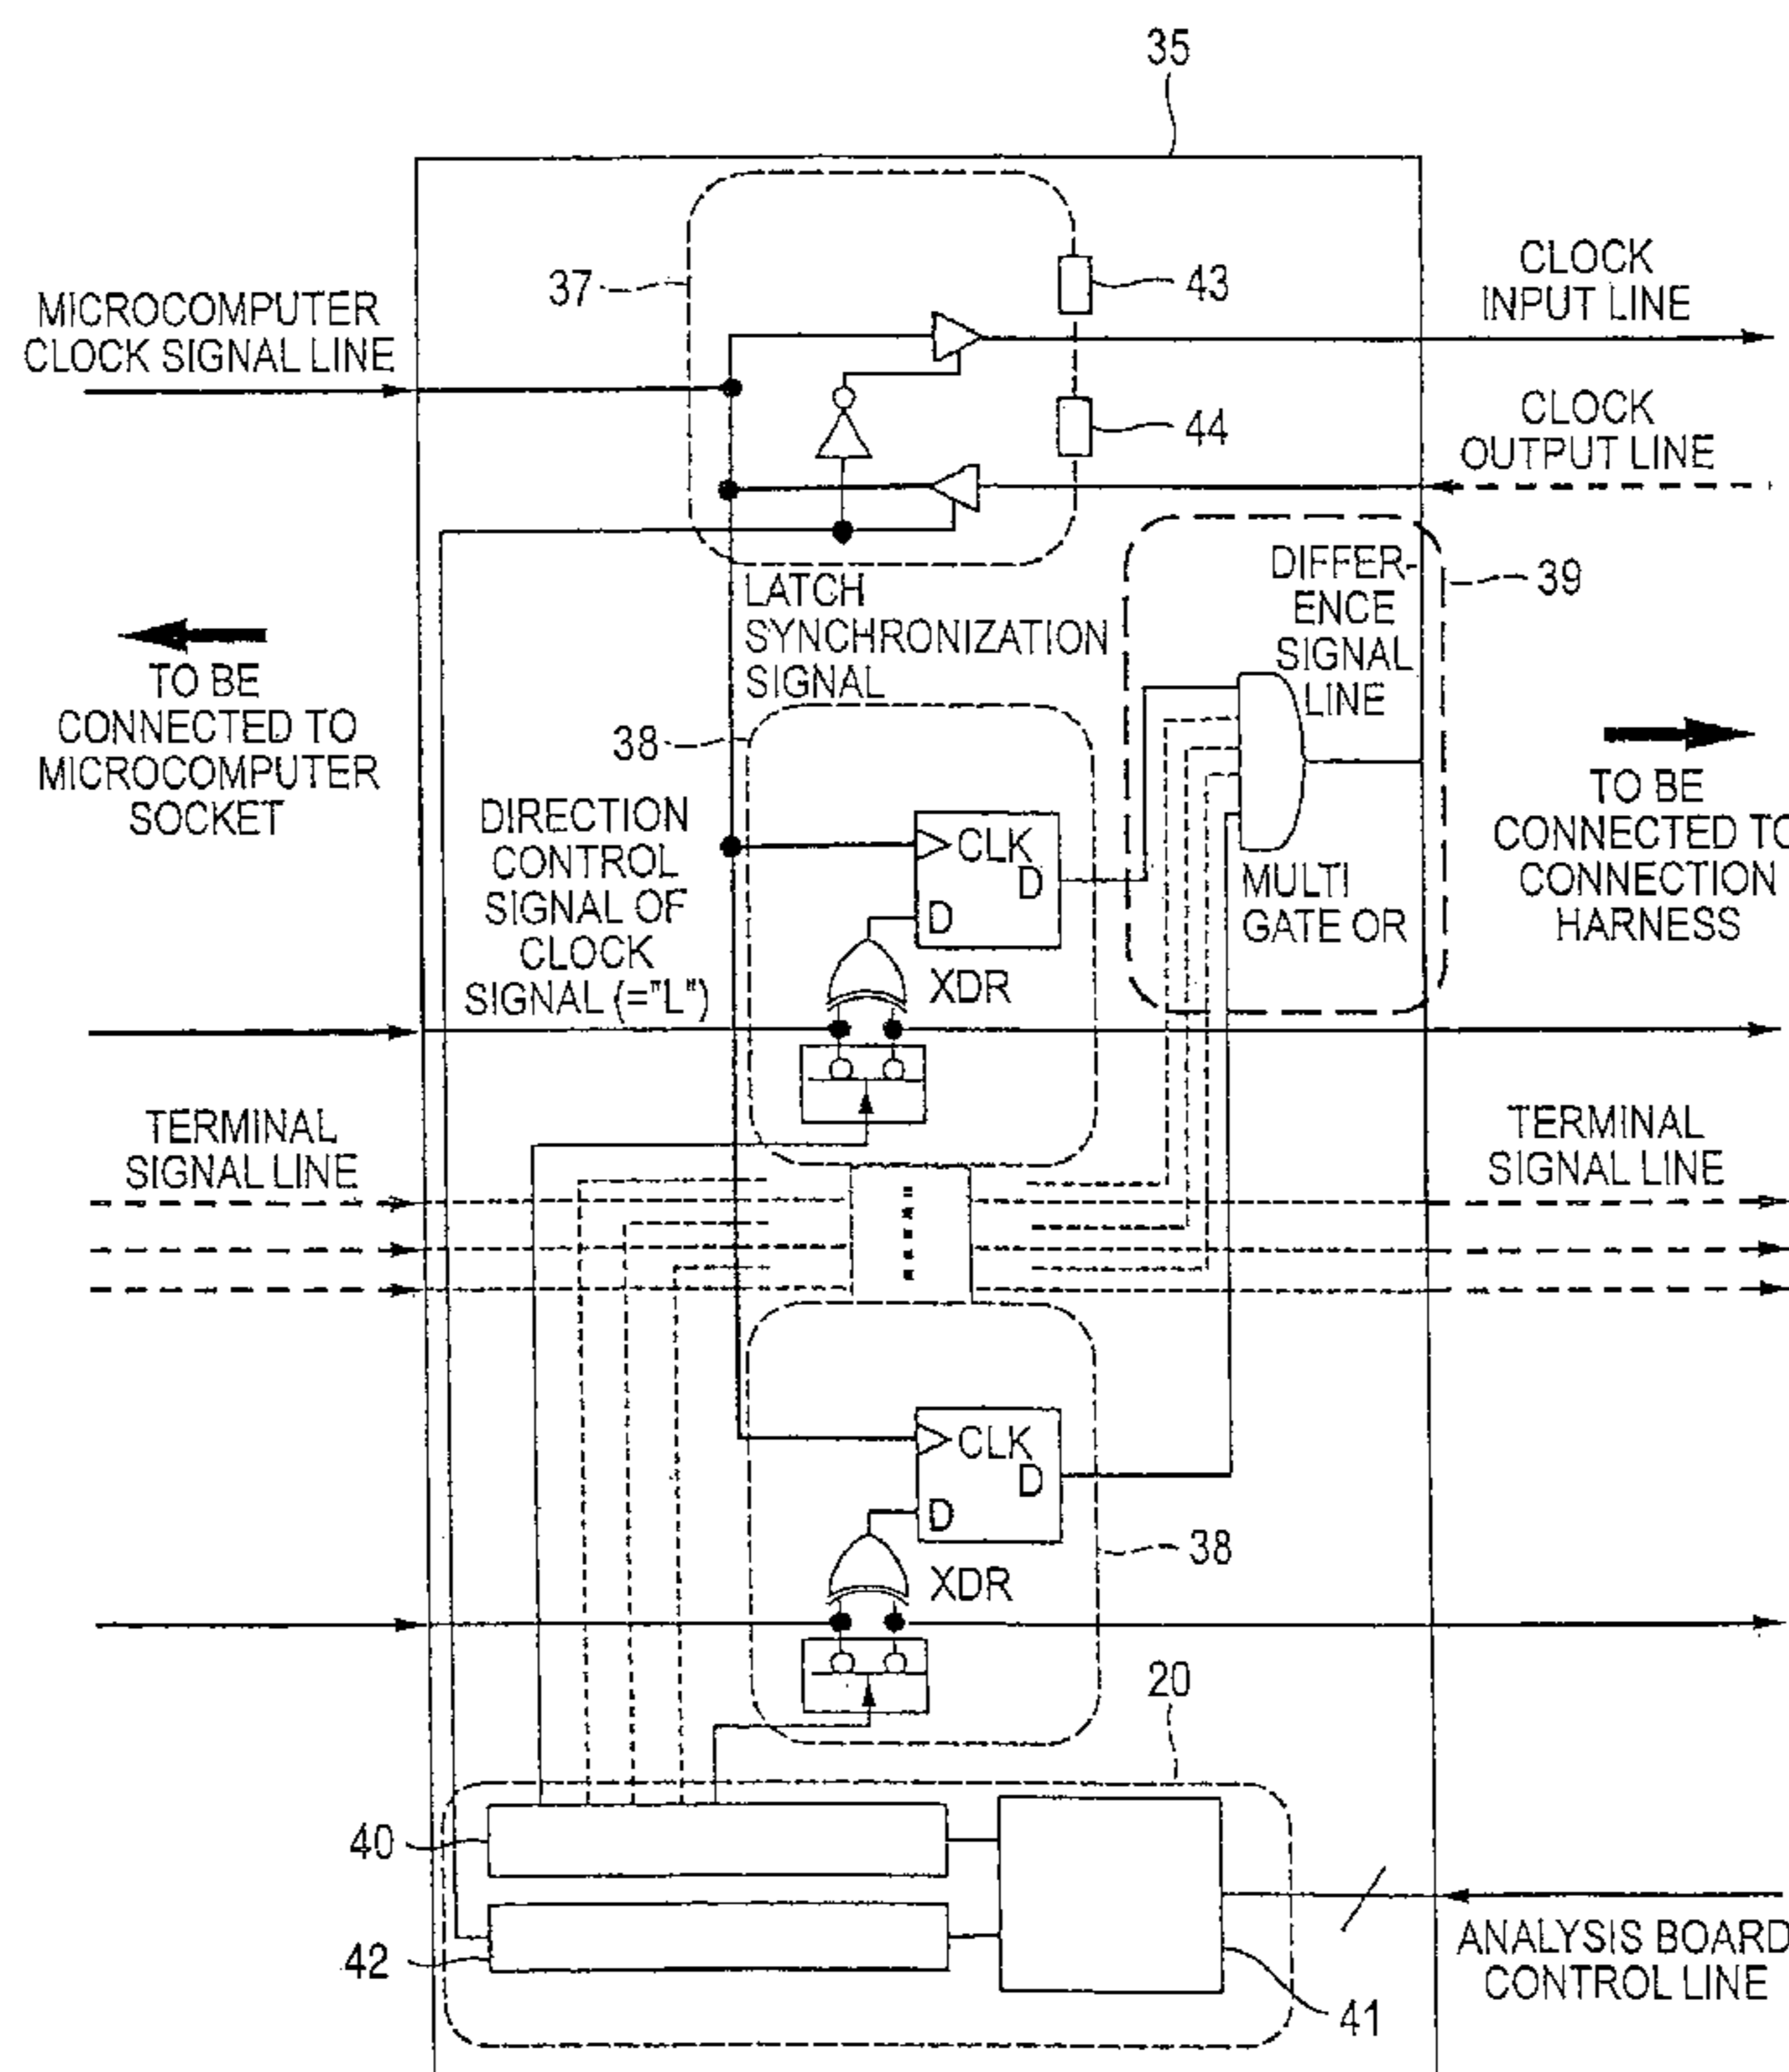 35
37
43
CLOCK
INPUT LINE
MICROCOMPUTER
CLOCK SIGNAL LINE
44
CLOCK
OUTPUT LINE
LATCH
SYNCHRONIZATION
SIGNAL
DIFFER-
ENCE
SIGNAL
LINE
39
TO BE
CONNECTED TO
MICROCOMPUTER
SOCKET
38
DIRECTION
CONTROL
SIGNAL OF
CLOCK
SIGNAL (="L")
CLK
D
D
XDR
MULTI
GATE OR
TO BE
CONNECTED TO
CONNECTION
HARNESS
TERMINAL
SIGNAL LINE
TERMINAL
SIGNAL LINE
CLK
D
D
XDR
38
20
40
42
41
ANALYSIS BOARD
CONTROL LINE